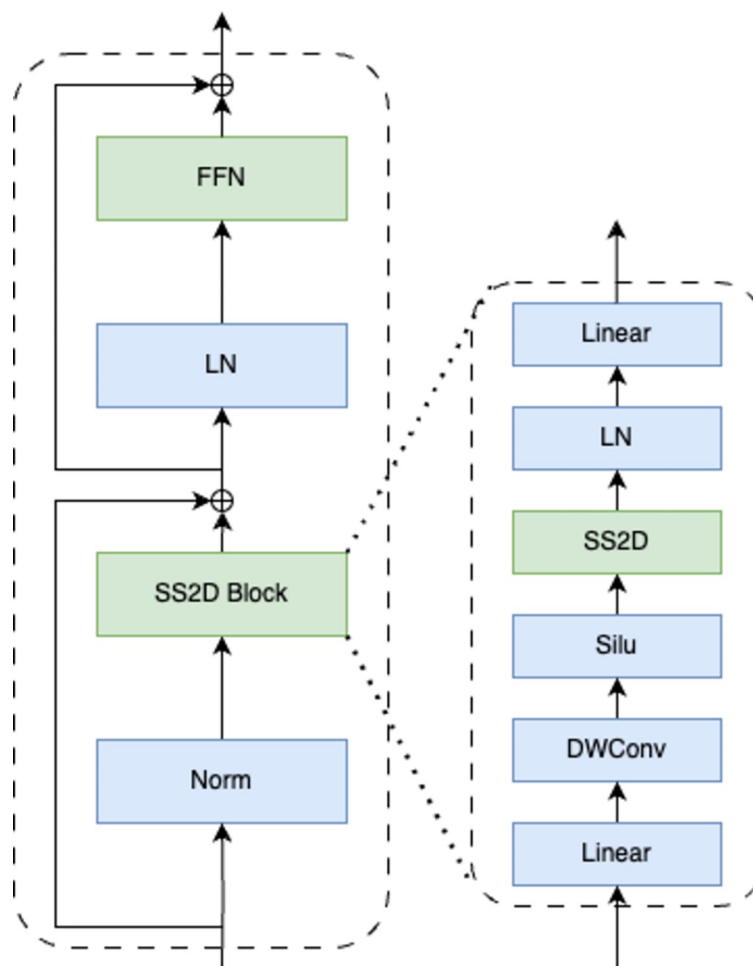 FFN
LN
SS2D Block
Norm
Linear
LN
SS2D
Silu
DWConv
Linear